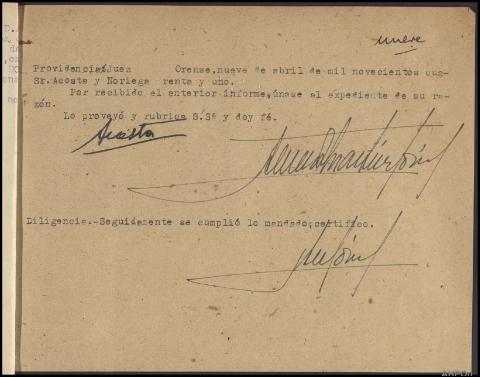 nueve
Providencia/Juez Orense, nueve de abril de mil novecientos cua-
Sr. Acosta y Noriega renta y uno.
Por recibido el anterior informe, únase al expediente de su ra-
zón.
Lo proveyó y rubrica S.Sª y doy fé.
Acosta
Diligencia.-Seguidamente se cumplió lo mandado; certifico.